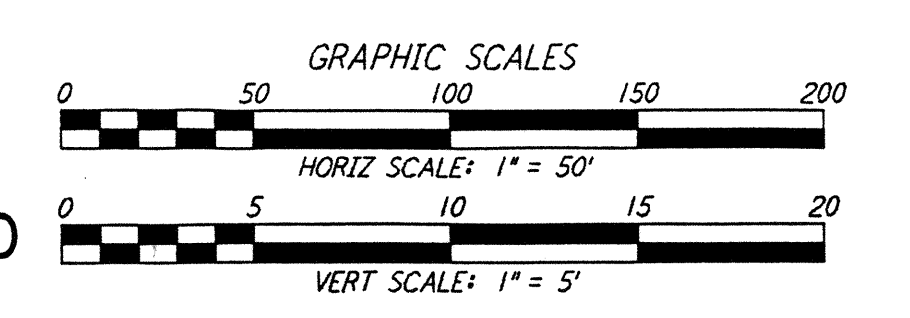 GRAPHIC SCALES
0 50 100 150 200
HORIZ SCALE: 1" = 50'
0 5 10 15 20
VERT SCALE: 1" = 5'